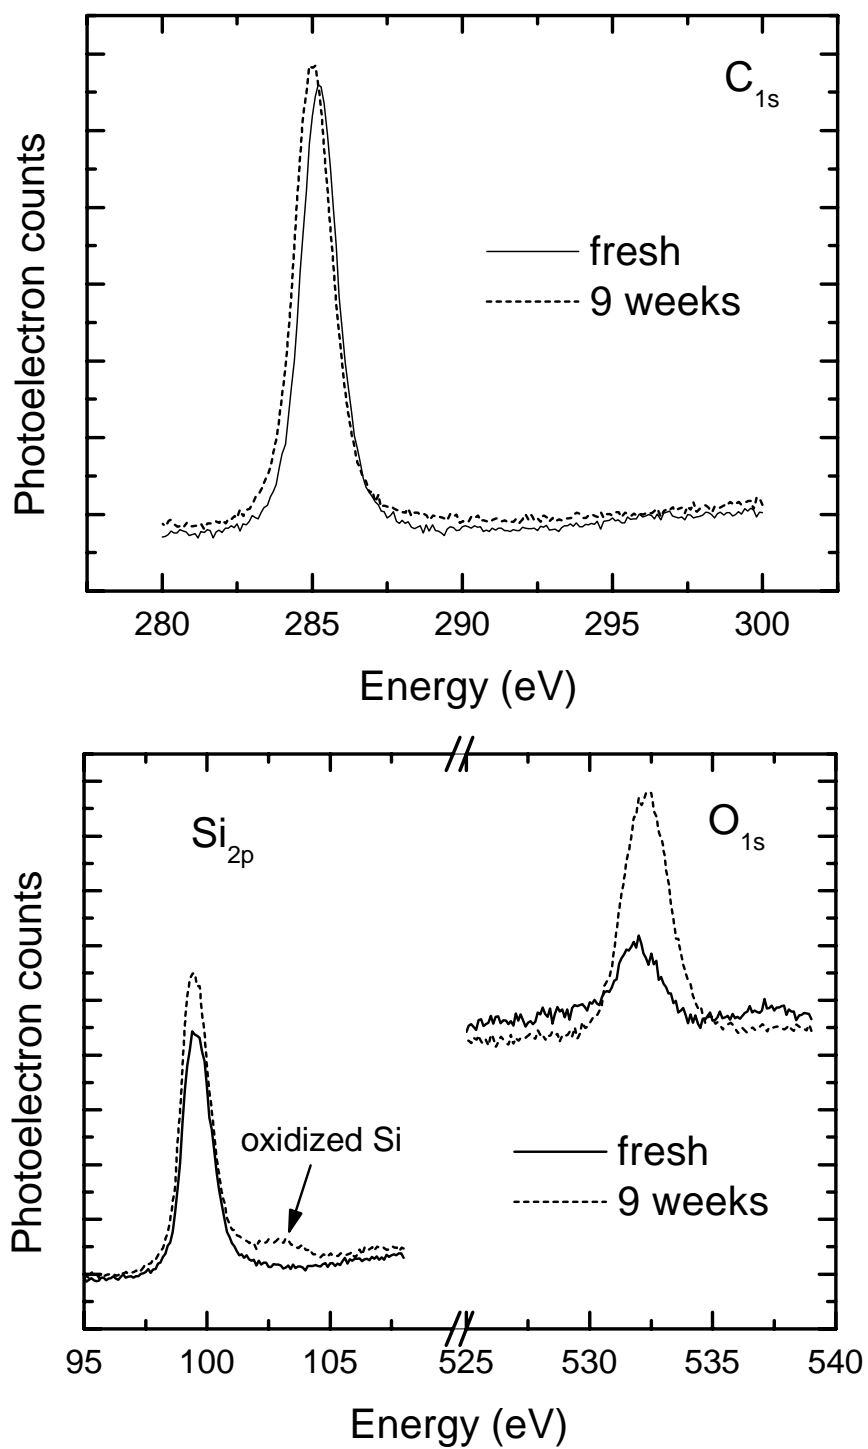 C1s
Photoelectron counts
fresh
9 weeks
280 285 290 295 300
Energy (eV)
Si2p
O1s
Photoelectron counts
oxidized Si
fresh
9 weeks
95 100 105 525 530 535 540
Energy (eV)